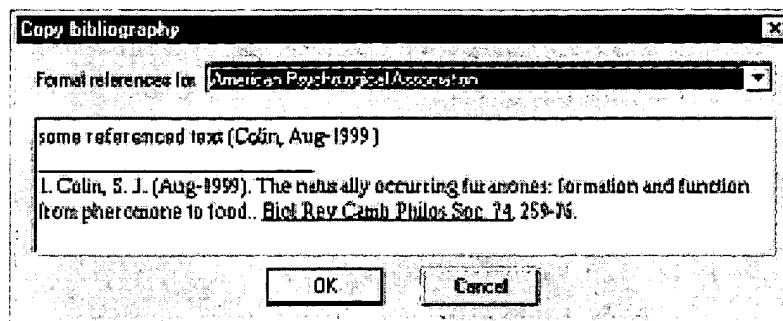 Copy bibliography
Format references for American Psychological Association
some referenced text (Colin, Aug-1999)
1. Colin, S. J. (Aug-1999). The naturally occurring furanones: formation and function
from pheromone to food.. Biol Rev Camb Philos Soc, 74, 259-76.
OK Cancel